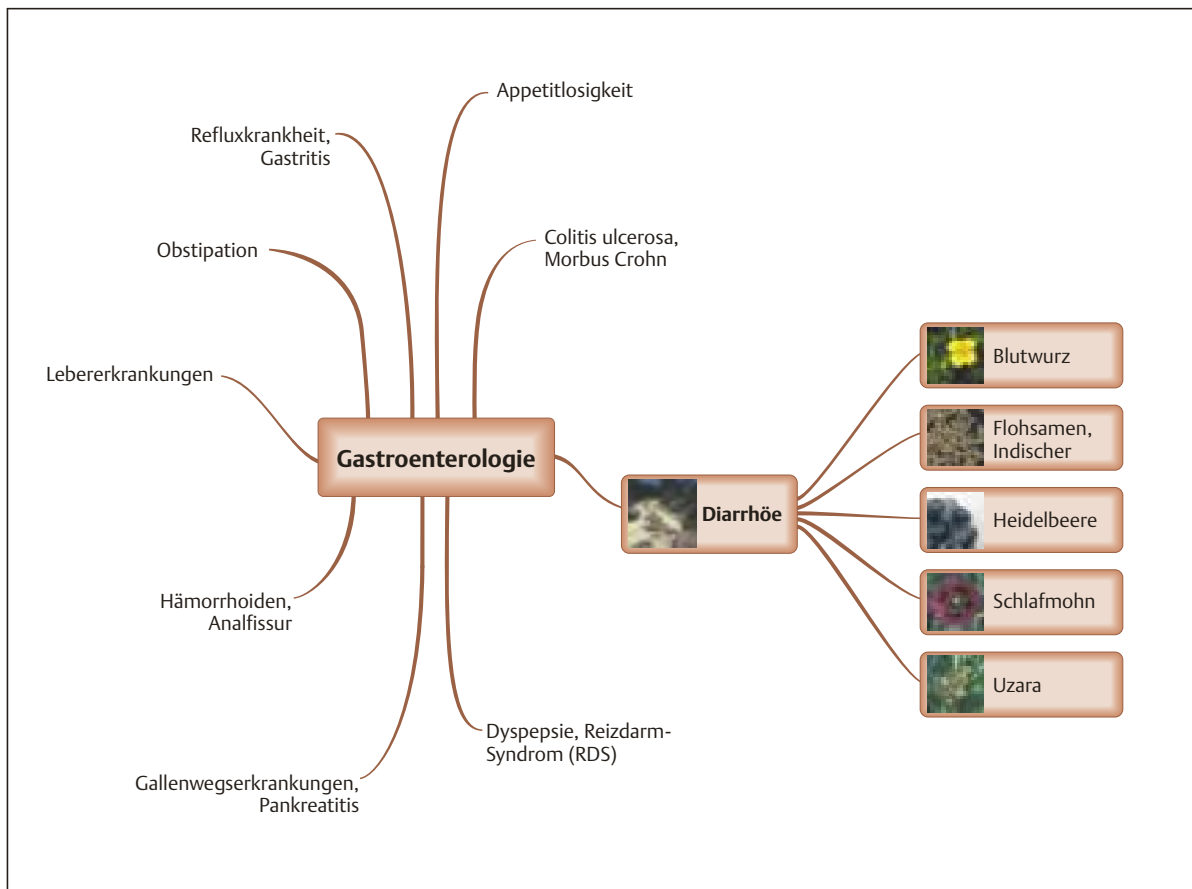 Appetitlosigkeit
Refluxkrankheit,
Gastritis
Obstipation
Colitis ulcerosa,
Morbus Crohn
Lebererkrankungen
Gastroenterologie
Diarrhöe
Blutwurz
Flohsamen,
Indischer
Heidelbeere
Schlafmohn
Uzara
Hämorrhoiden,
Analfissur
Dyspepsie, Reizdarm-
Syndrom (RDS)
Gallenwegserkrankungen,
Pankreatitis